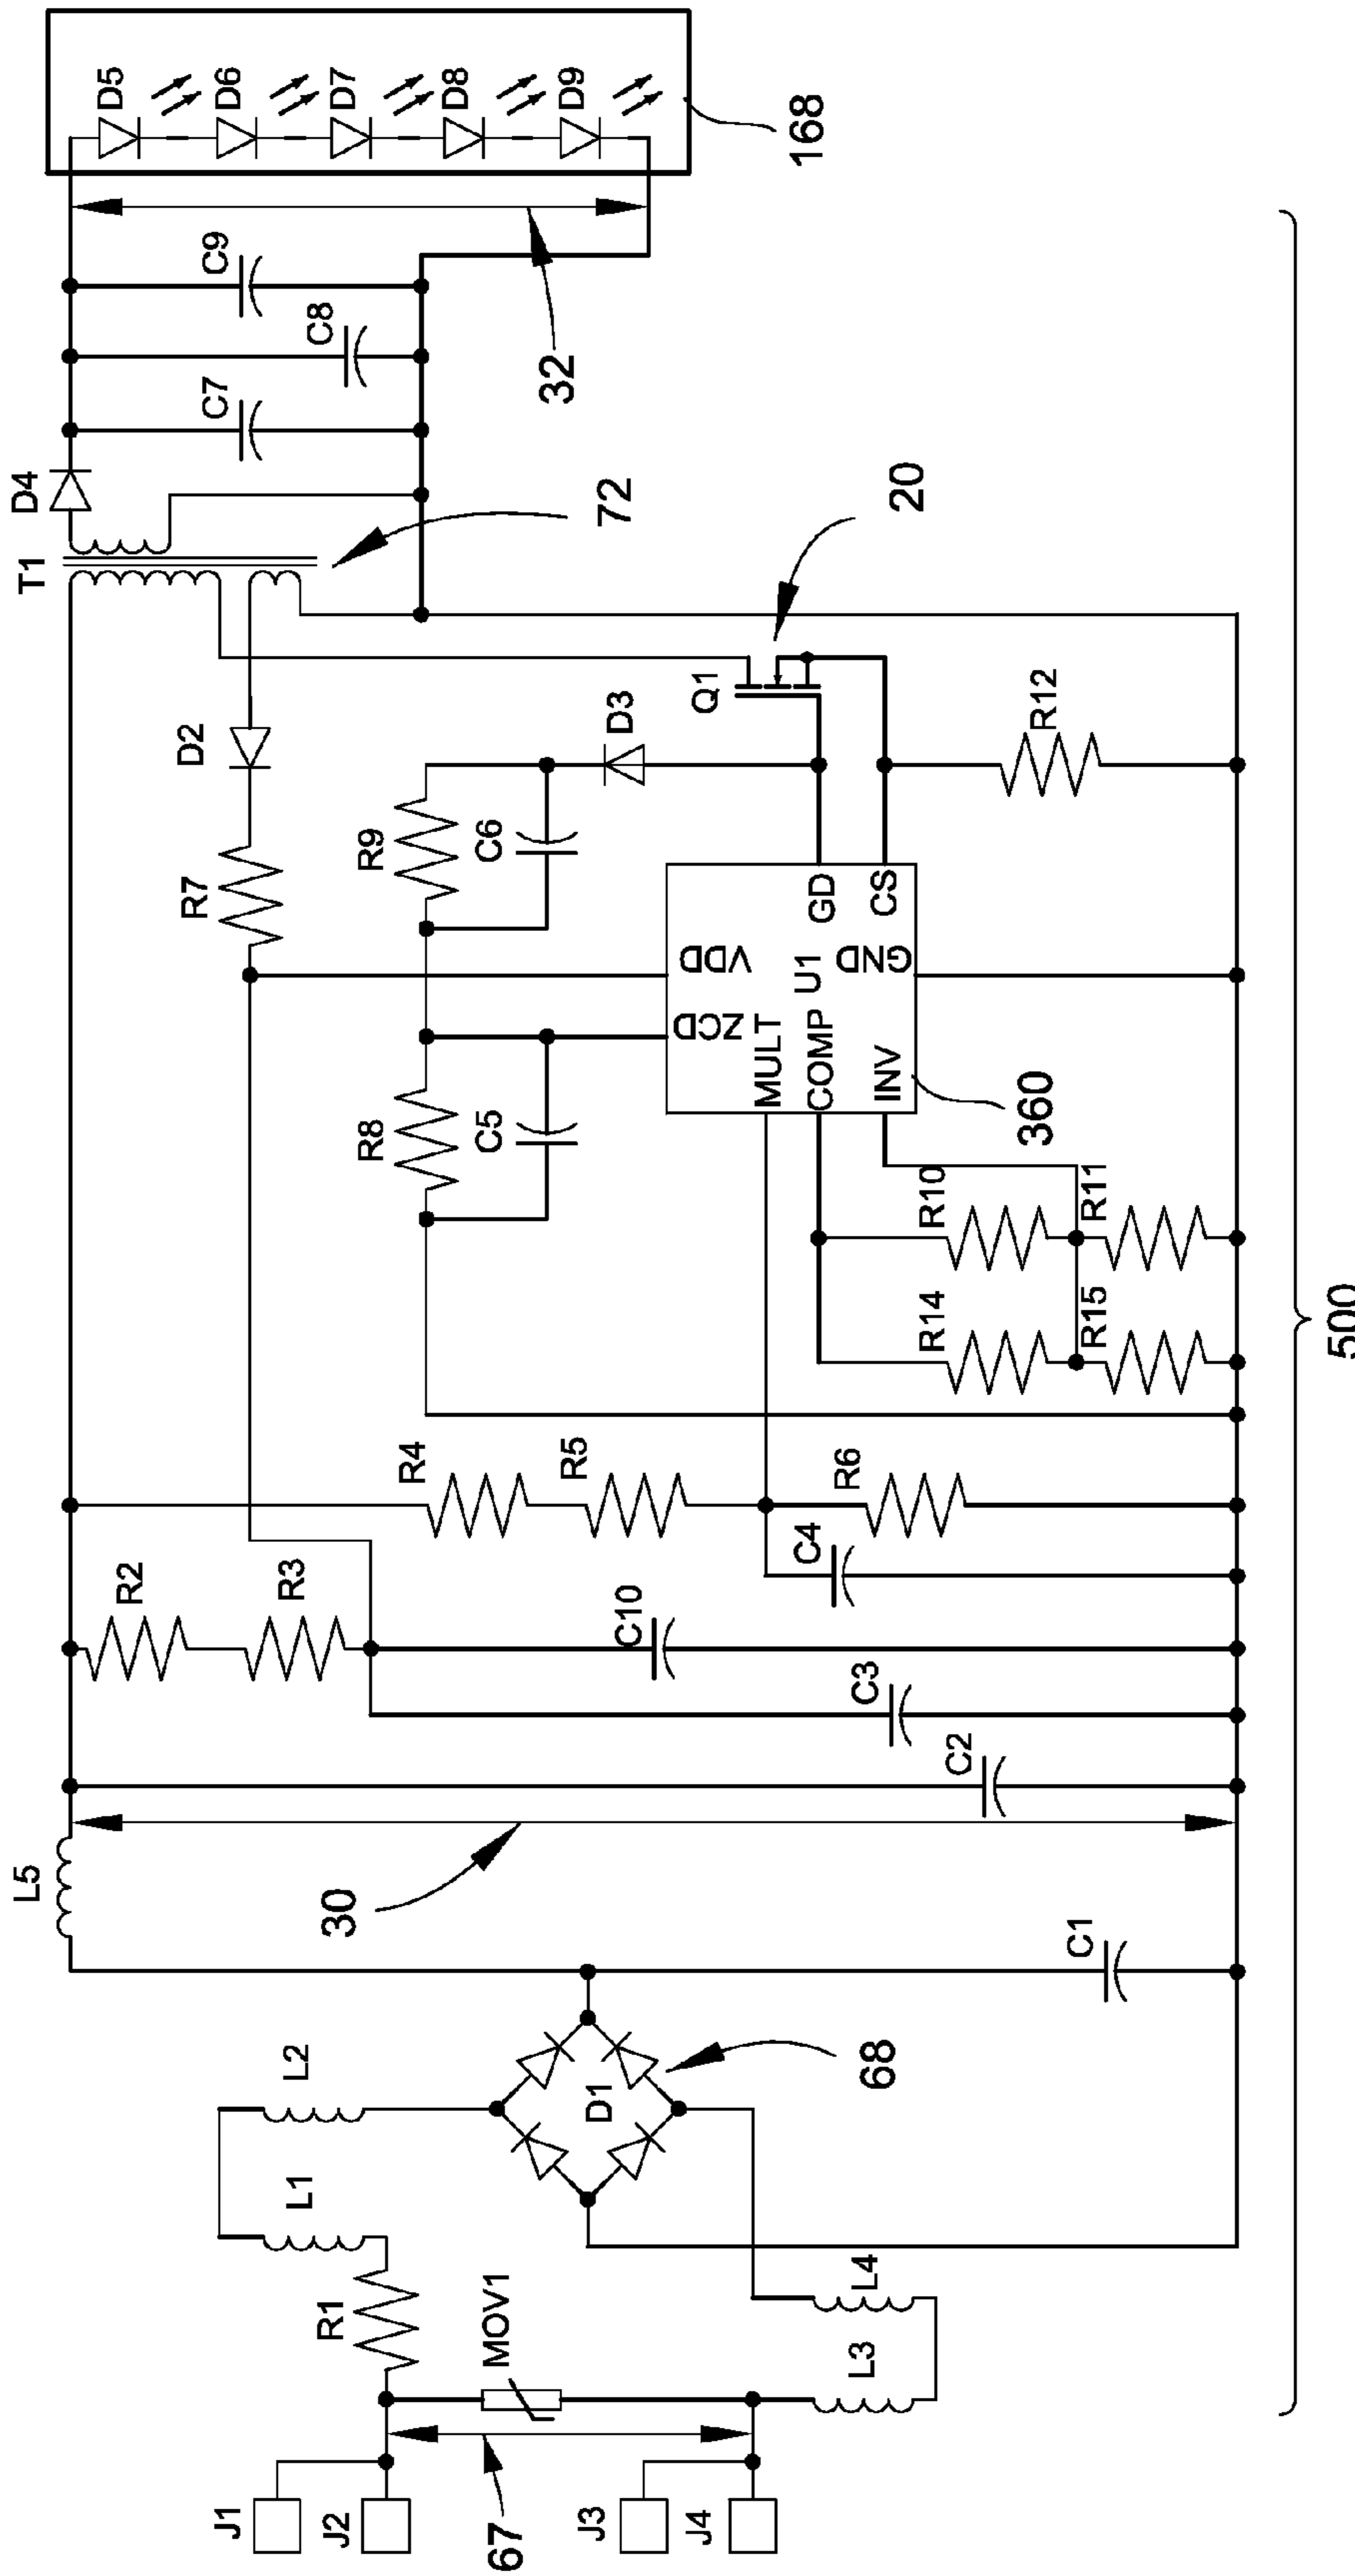 J1
J2
J3
J4
67
MOV1
R1
L1
L2
L3
L4
D1
68
C1
L5
30
C2
C3
C10
R2
R3
C4
R4
R5
R6
R14
R15
R10
R11
R8
C5
R9
C6
R7
D2
D3
MULT
COMP
INV
ZCD
VDD
U1
GND
GD
CS
360
Q1
20
R12
T1
72
D4
C7
C8
C9
32
D5
D6
D7
D8
D9
168
500